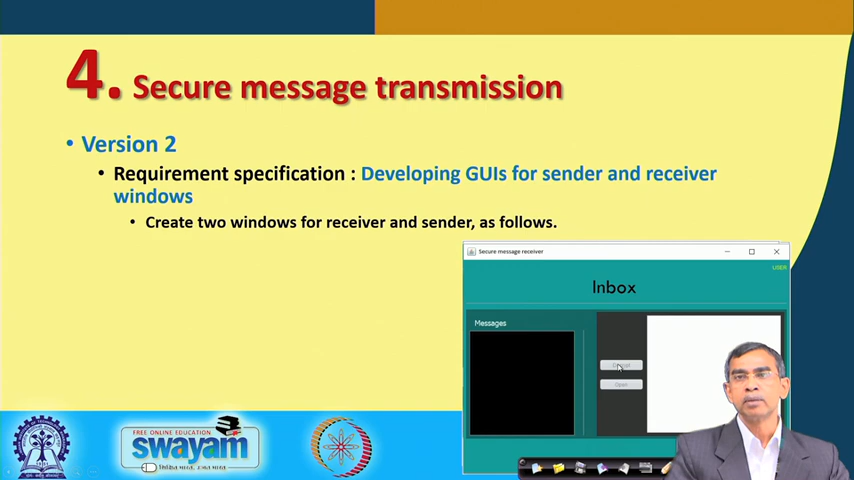 4. Secure message transmission
• Version 2
• Requirement specification : Developing GUIs for sender and receiver
windows
• Create two windows for receiver and sender, as follows.
Secure message receiver
USER
Inbox
Messages
Open
FREE ONLINE EDUCATION
swayam